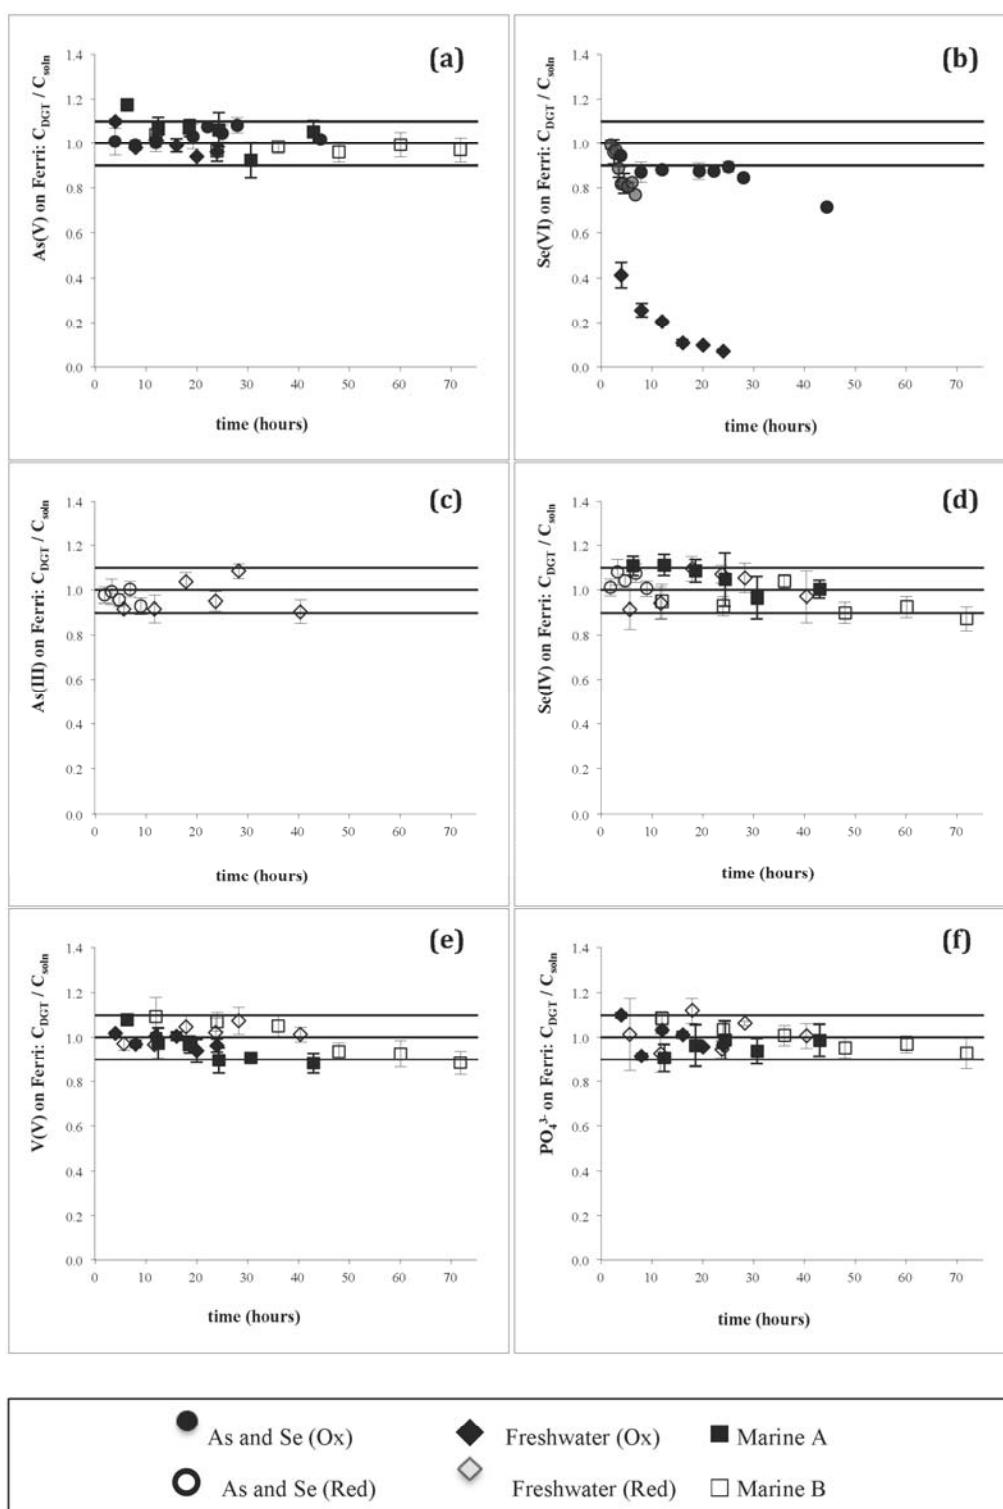 (a)
As(V) on Ferri: C_DGT / C_soln
1.4
1.2
1.0
0.8
0.6
0.4
0.2
0.0
0 10 20 30 40 50 60 70
time (hours)
(b)
Se(VI) on Ferri: C_DGT / C_soln
1.4
1.2
1.0
0.8
0.6
0.4
0.2
0.0
0 10 20 30 40 50 60 70
time (hours)
(c)
As(III) on Ferri: C_DGT / C_soln
1.4
1.2
1.0
0.8
0.6
0.4
0.2
0.0
0 10 20 30 40 50 60 70
time (hours)
(d)
Se(IV) on Ferri: C_DGT / C_soln
1.4
1.2
1.0
0.8
0.6
0.4
0.2
0.0
0 10 20 30 40 50 60 70
time (hours)
(e)
V(V) on Ferri: C_DGT / C_soln
1.4
1.2
1.0
0.8
0.6
0.4
0.2
0.0
0 10 20 30 40 50 60 70
time (hours)
(f)
PO₄³⁻ on Ferri: C_DGT / C_soln
1.4
1.2
1.0
0.8
0.6
0.4
0.2
0.0
0 10 20 30 40 50 60 70
time (hours)
As and Se (Ox) Freshwater (Ox) Marine A
As and Se (Red) Freshwater (Red) Marine B